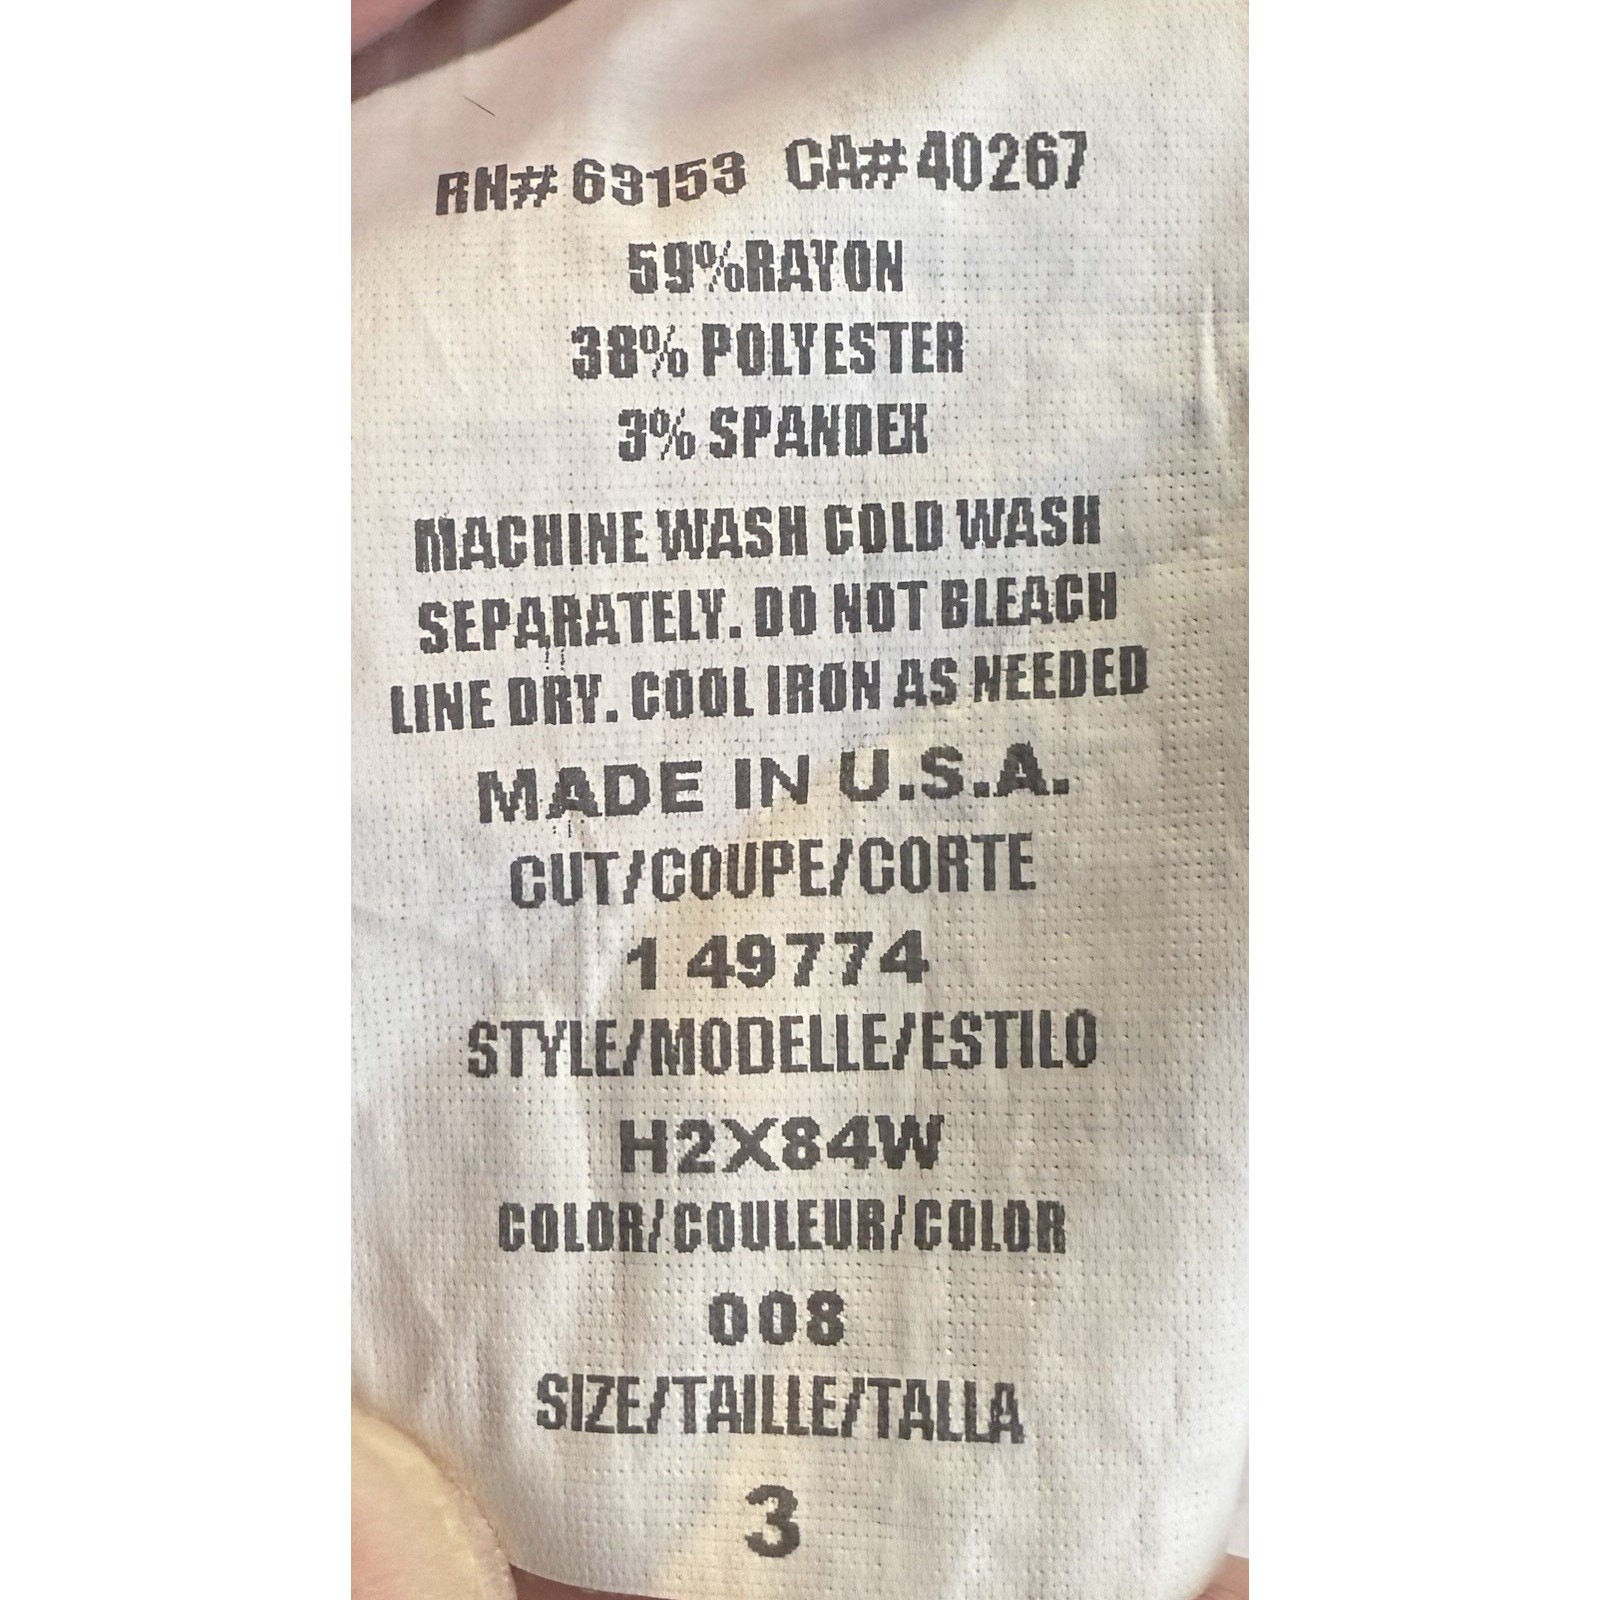 RN# 63153 CA# 40267
59% RAYON
38% POLYESTER
3% SPANDEX
MACHINE WASH COLD WASH
SEPARATELY. DO NOT BLEACH
LINE DRY. COOL IRON AS NEEDED
MADE IN U.S.A.
CUT/COUPE/CORTE
1 49774
STYLE/MODELLE/ESTILO
H2X84W
COLOR/COULEUR/COLOR
008
SIZE/TAILLE/TALLA
3